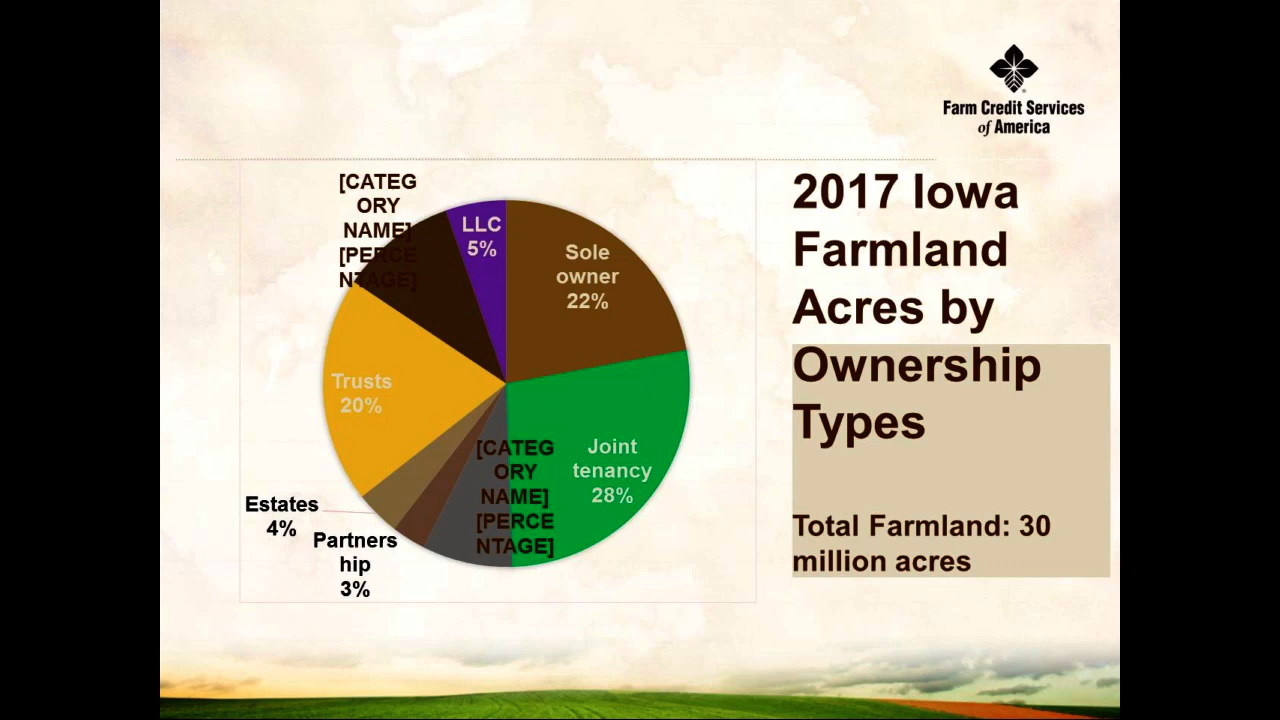 Farm Credit Services
of America
2017 Iowa
Farmland
Acres by
Ownership
Types
Total Farmland: 30
million acres
[CATEG
ORY
NAME]
[PERCE
NTAGE]
LLC
5%
Sole
owner
22%
Trusts
20%
Joint
tenancy
28%
[CATEG
ORY
NAME]
[PERCE
NTAGE]
Estates
4%
Partners
hip
3%